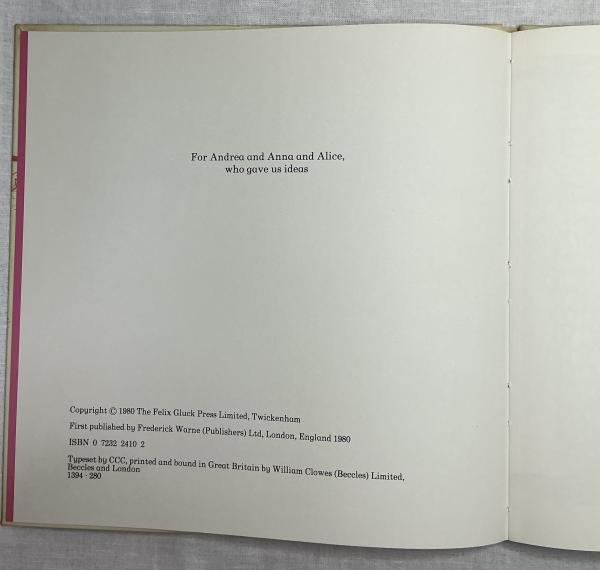 For Andrea and Anna and Alice,
who gave us ideas
Copyright © 1980 The Felix Gluck Press Limited, Twickenham
First published by Frederick Warne (Publishers) Ltd, London, England 1980
ISBN 0 7232 2410 2
Typeset by CCC, printed and bound in Great Britain by William Clowes (Beccles) Limited,
Beccles and London
1394 · 280